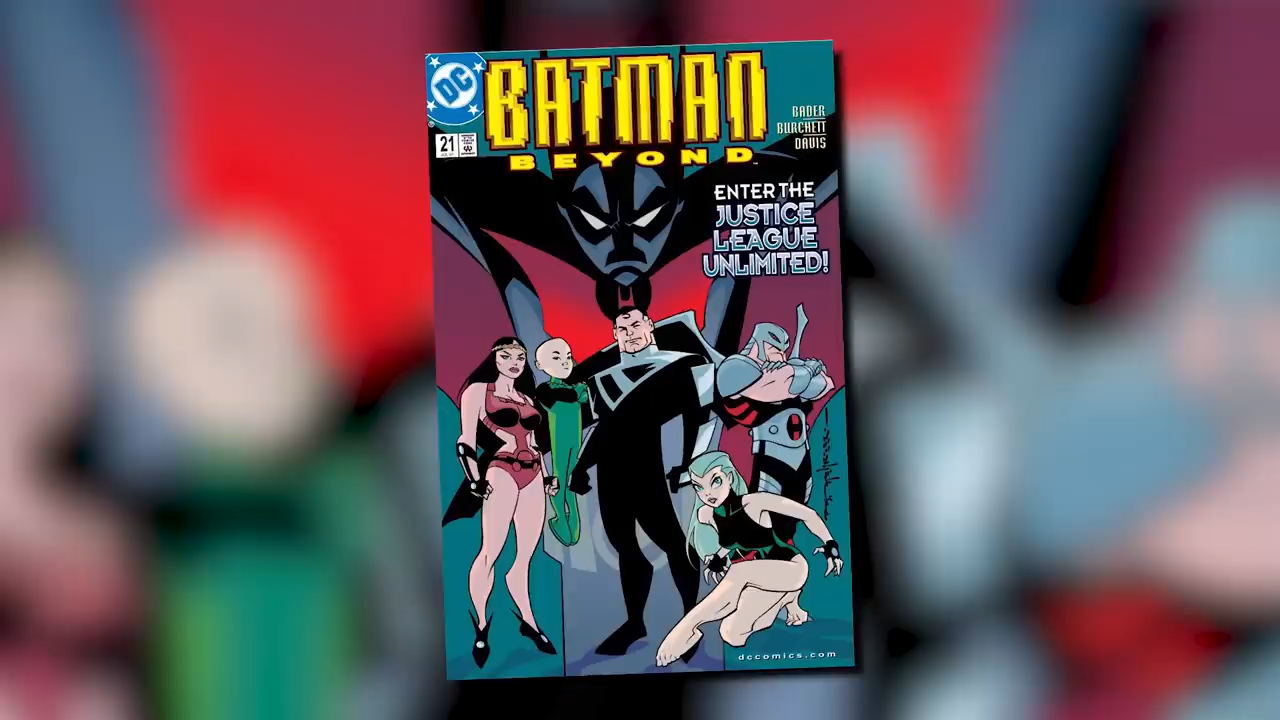 DC
BATMAN
BEYOND
BADER
BURCHETT
DAVIS
21
ENTER THE
JUSTICE
LEAGUE
UNLIMITED!
dccomics.com